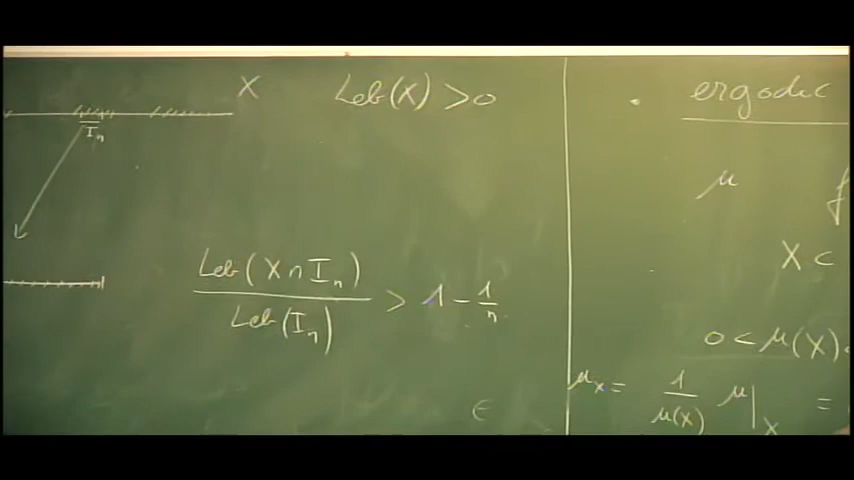 X Leb(X) > 0
I_n
Leb(X ∩ I_n)
Leb(I_n)
> 1 - 1/n
∈
ergodic
μ f
X ⊂
0 < μ(X)
μ_X = 1/μ(X) μ|_X =